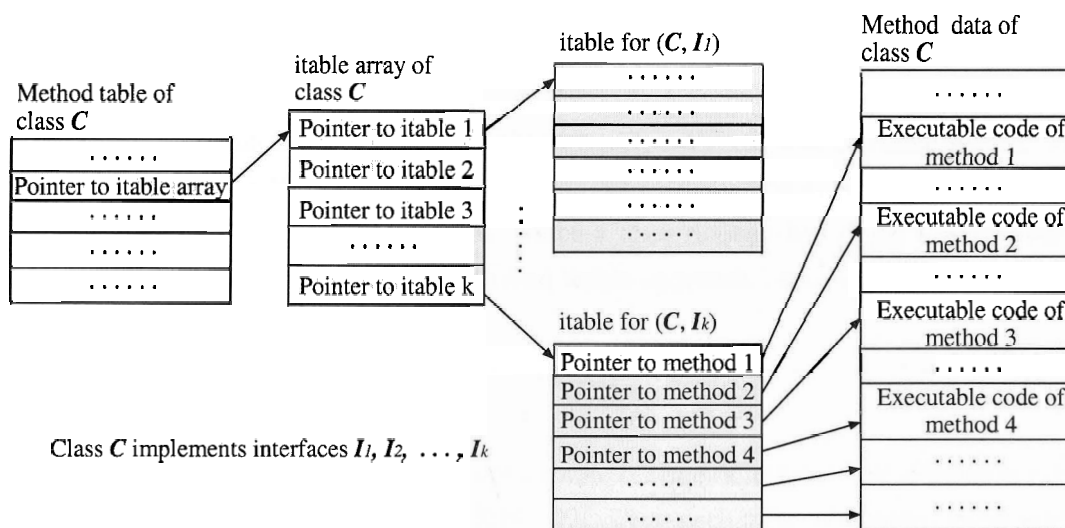 Method table of
class C
......
Pointer to itable array
......
......
......
itable array of
class C
Pointer to itable 1
Pointer to itable 2
Pointer to itable 3
......
Pointer to itable k
itable for (C, I1)
......
......
......
......
......
......
itable for (C, Ik)
Pointer to method 1
Pointer to method 2
Pointer to method 3
Pointer to method 4
......
......
Method data of
class C
......
Executable code of
method 1
......
Executable code of
method 2
......
Executable code of
method 3
......
Executable code of
method 4
......
......
Class C implements interfaces I1, I2, ..., Ik